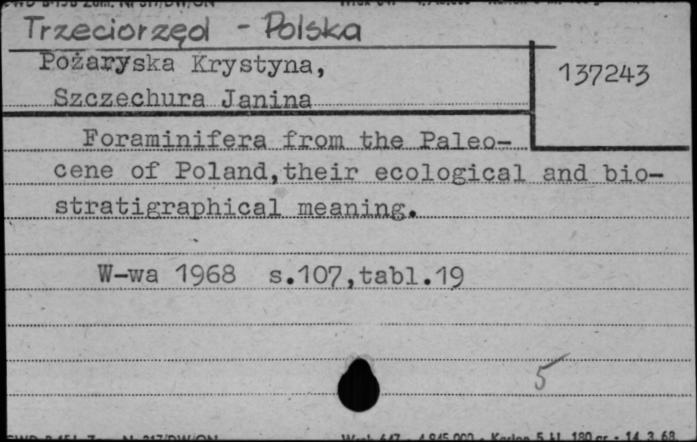 Trzeciorzęd - Polska
Pożaryska Krystyna,
137243
Szczechura Janina
Foraminifera from the Paleo-
cene of Poland,their ecological and bio-
stratigraphical meaning.
W-wa 1968 s.107,tabl.19
5